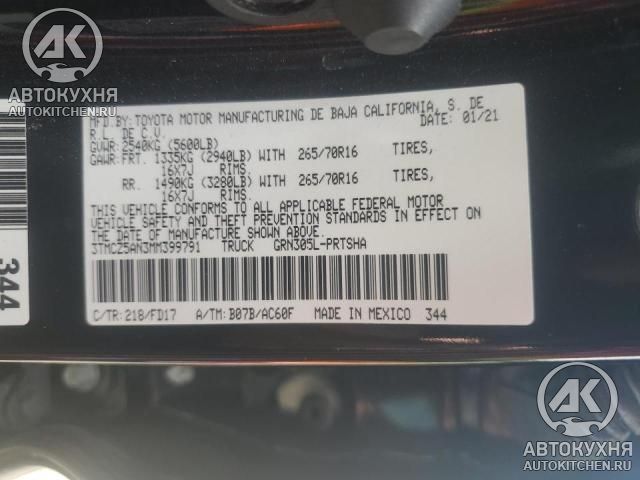 AK
АВТОКУХНЯ
AUTOKITCHEN.RU
MFD.BY:TOYOTA MOTOR MANUFACTURING DE BAJA CALIFORNIA, S. DE
R.L. DE C.V. DATE: 01/21
GVWR: 2540KG (5600LB)
GAWR:FRT. 1335KG (2940LB) WITH 265/70R16 TIRES,
16X7J RIMS.
RR. 1490KG (3280LB) WITH 265/70R16 TIRES,
16X7J RIMS.
THIS VEHICLE CONFORMS TO ALL APPLICABLE FEDERAL MOTOR
VEHICLE SAFETY AND THEFT PREVENTION STANDARDS IN EFFECT ON
THE DATE OF MANUFACTURE SHOWN ABOVE.
3TMCZ5AN3MM399791 TRUCK GRN305L-PRTSHA
C/TR:218/FD17 A/TM:B07B/AC60F MADE IN MEXICO 344
344
AK
АВТОКУХНЯ
AUTOKITCHEN.RU